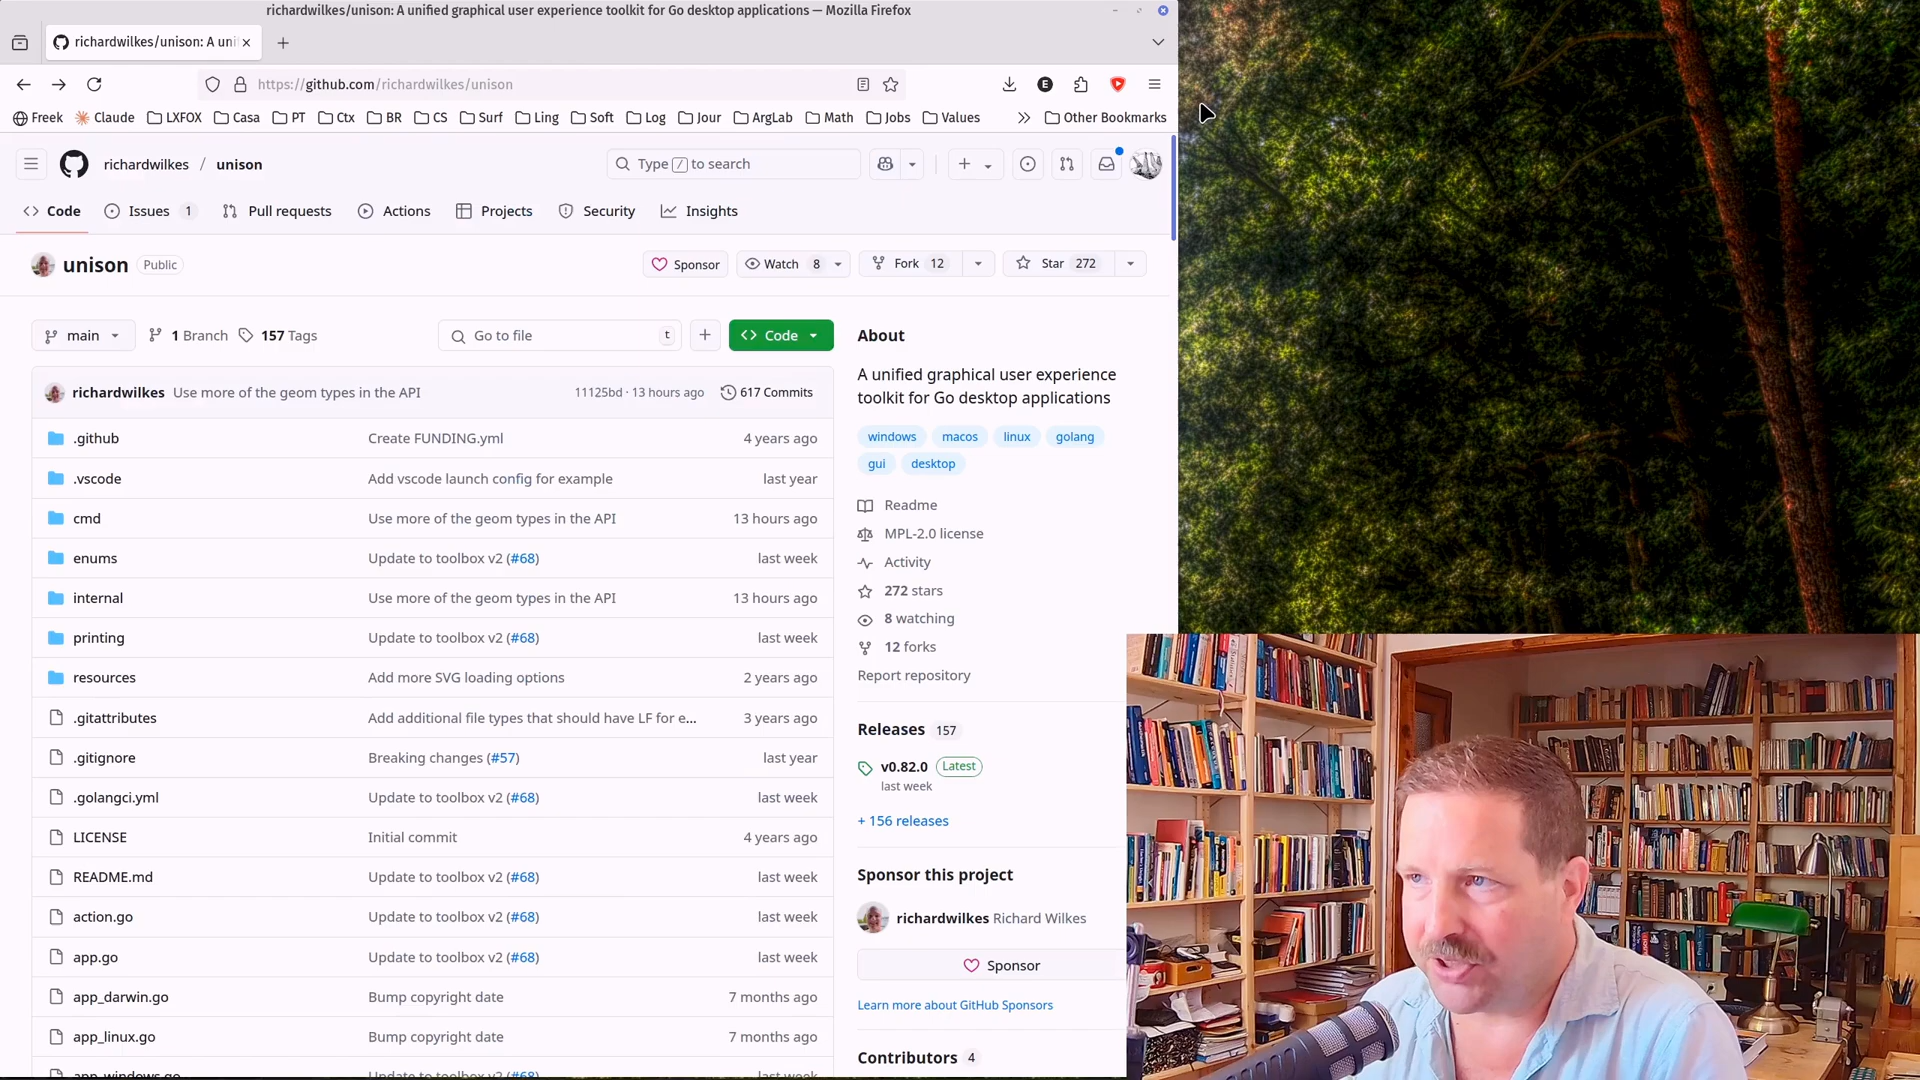 richardwilkes/unison: A unified graphical user experience toolkit for Go desktop applications — Mozilla Firefox
richardwilkes/unison: A uni
https://github.com/richardwilkes/unison
Freek Claude LXFOX Casa PT Ctx BR CS Surf Ling Soft Log Jour ArgLab Math Jobs Values Other Bookmarks
richardwilkes / unison
Type / to search
Code Issues 1 Pull requests Actions Projects Security Insights
unison Public
Sponsor Watch 8 Fork 12 Star 272
main 1 Branch 157 Tags
Go to file t
Code
richardwilkes Use more of the geom types in the API 11125bd · 13 hours ago 617 Commits
.github Create FUNDING.yml 4 years ago
.vscode Add vscode launch config for example last year
cmd Use more of the geom types in the API 13 hours ago
enums Update to toolbox v2 (#68) last week
internal Use more of the geom types in the API 13 hours ago
printing Update to toolbox v2 (#68) last week
resources Add more SVG loading options 2 years ago
.gitattributes Add additional file types that should have LF for e... 3 years ago
.gitignore Breaking changes (#57) last year
.golangci.yml Update to toolbox v2 (#68) last week
LICENSE Initial commit 4 years ago
README.md Update to toolbox v2 (#68) last week
action.go Update to toolbox v2 (#68) last week
app.go Update to toolbox v2 (#68) last week
app_darwin.go Bump copyright date 7 months ago
app_linux.go Bump copyright date 7 months ago
app_windows.go Update to toolbox v2 (#68) last week
About
A unified graphical user experience
toolkit for Go desktop applications
windows macos linux golang
gui desktop
Readme
MPL-2.0 license
Activity
272 stars
8 watching
12 forks
Report repository
Releases 157
v0.82.0 Latest
last week
+ 156 releases
Sponsor this project
richardwilkes Richard Wilkes
Sponsor
Learn more about GitHub Sponsors
Contributors 4